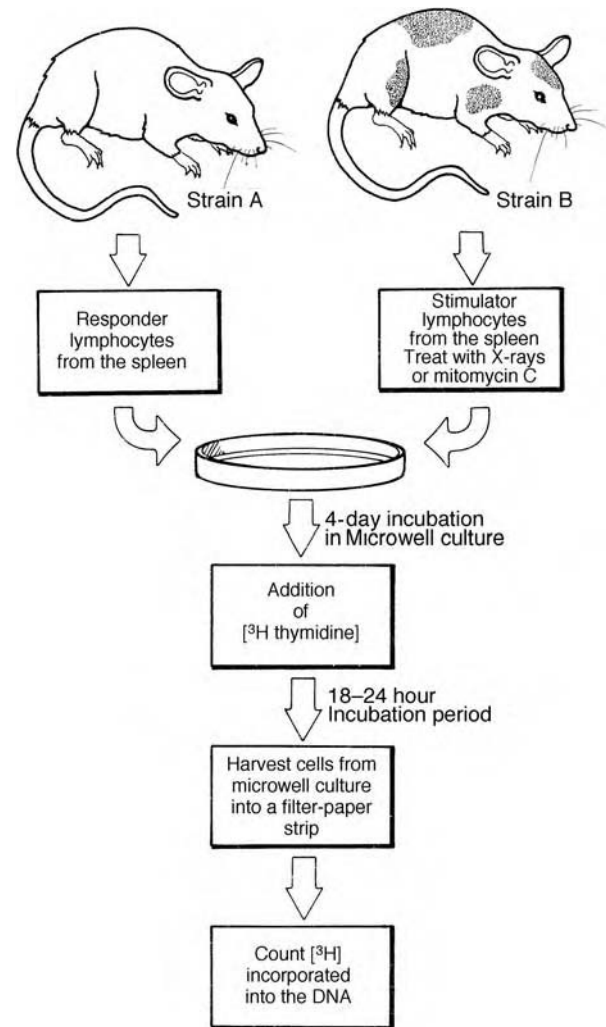 Strain A
Strain B
Responder
lymphocytes
from the spleen
Stimulator
lymphocytes
from the spleen
Treat with X-rays
or mitomycin C
4-day incubation
in Microwell culture
Addition
of
[³H thymidine]
18–24 hour
Incubation period
Harvest cells from
microwell culture
into a filter-paper
strip
Count [³H]
incorporated
into the DNA